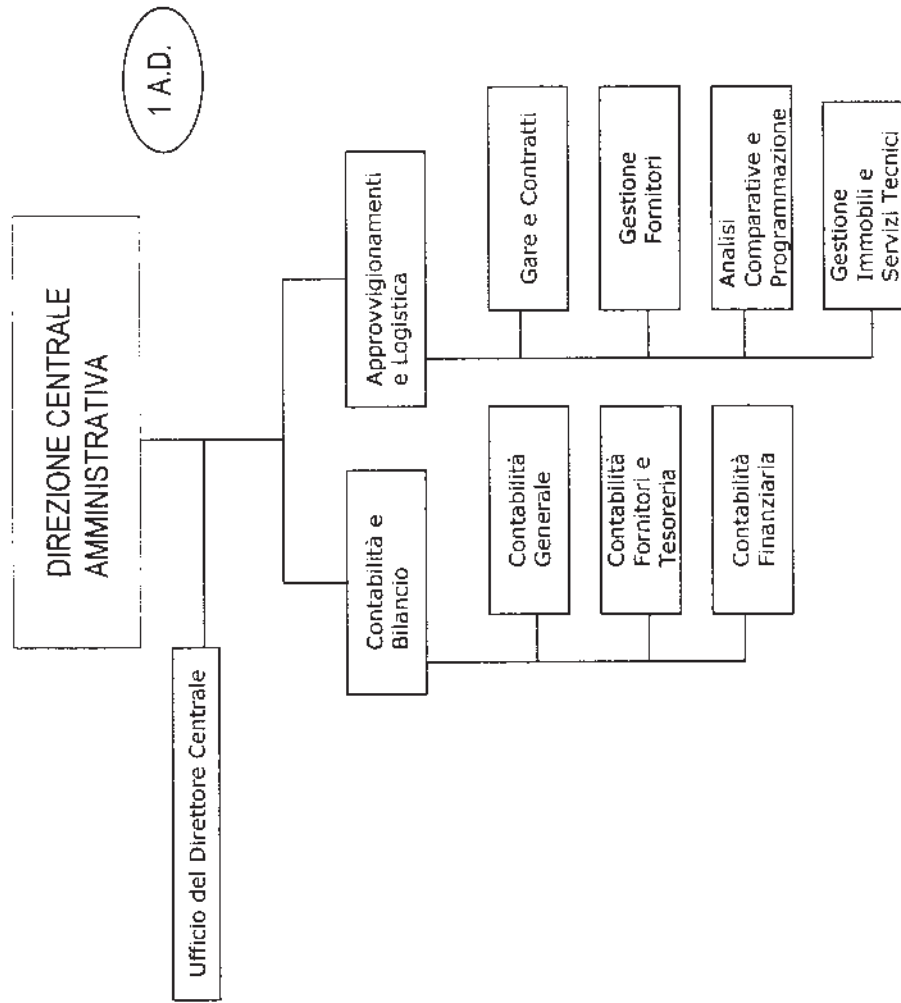 DIREZIONE CENTRALE
AMMINISTRATIVA
1 A.D.
Ufficio del Direttore Centrale
Contabilità e
Bilancio
Contabilità
Generale
Contabilità
Fornitori e
Tesoreria
Contabilità
Finanziaria
Approvvigionamenti
e Logistica
Gare e Contratti
Gestione
Fornitori
Analisi
Comparative e
Programmazione
Gestione
Immobili e
Servizi Tecnici